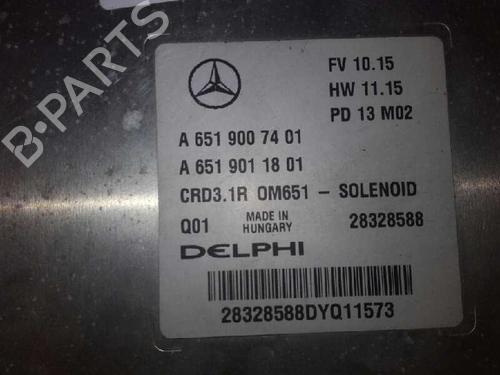 FV 10.15
HW 11.15
PD 13 M02
A 651 900 74 01
A 651 901 18 01
CRD3.1R OM651 - SOLENOID
Q01 MADE IN HUNGARY 28328588
DELPHI
28328588DYQ11573
B-PARTS